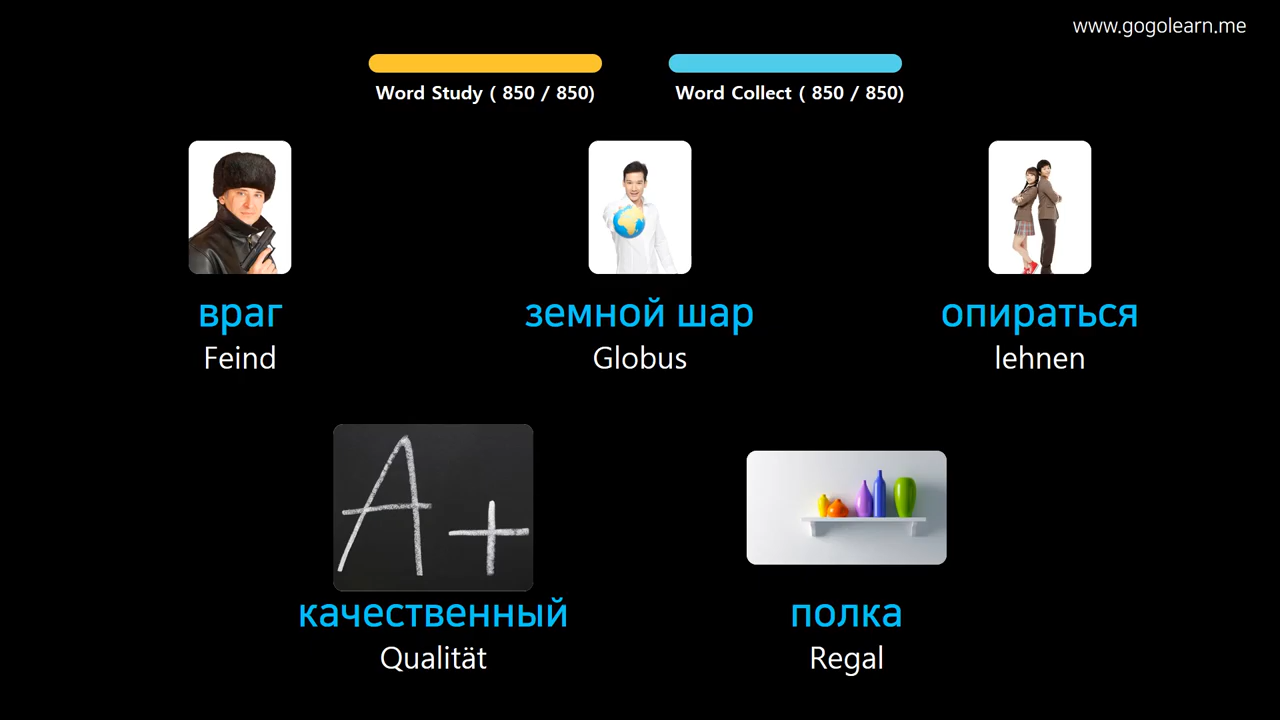 www.gogolearn.me
Word Study ( 850 / 850)
Word Collect ( 850 / 850)
враг
Feind
земной шар
Globus
опираться
lehnen
A+
качественный
Qualität
полка
Regal